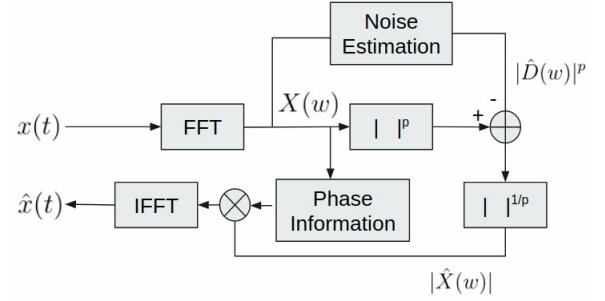 Noise
Estimation
|D̂(w)|ᵖ
-
X(w)
+
x(t)
FFT
| |ᵖ
x̂(t)
IFFT
Phase
Information
| |¹/ᵖ
|X̂(w)|